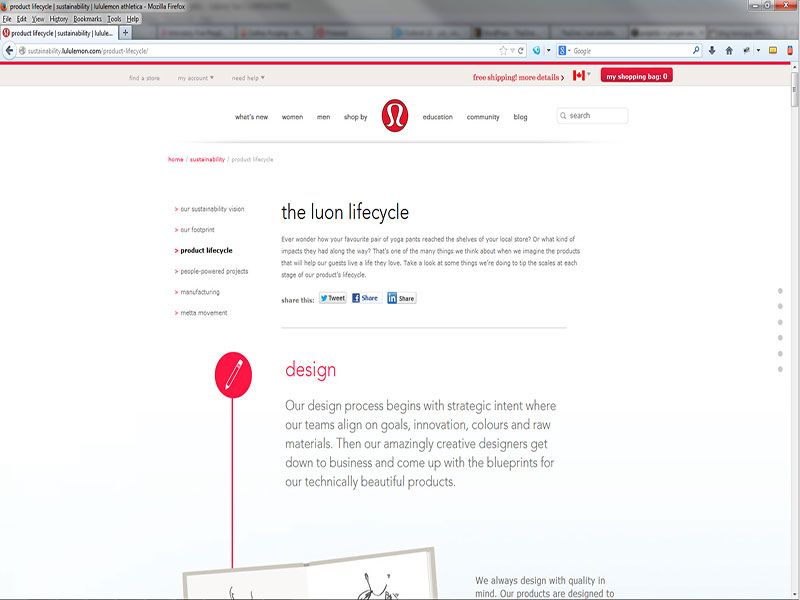 product lifecycle | sustainability | lululemon athletica - Mozilla Firefox
File Edit View History Bookmarks Tools Help
product lifecycle | sustainability | lulule...
sustainability.lululemon.com/product-lifecycle/
Google
find a store my account need help
free shipping! more details > my shopping bag: 0
what's new women men shop by education community blog search
home / sustainability / product lifecycle
> our sustainability vision
> our footprint
> product lifecycle
> people-powered projects
> manufacturing
> metta movement
the luon lifecycle
Ever wonder how your favourite pair of yoga pants reached the shelves of your local store? Or what kind of
impacts they had along the way? That's one of the many things we think about when we imagine the products
that will help our guests live a life they love. Take a look at some things we're doing to tip the scales at each
stage of our product's lifecycle.
share this: Tweet Share Share
design
Our design process begins with strategic intent where
our teams align on goals, innovation, colours and raw
materials. Then our amazingly creative designers get
down to business and come up with the blueprints for
our technically beautiful products.
We always design with quality in
mind. Our products are designed to